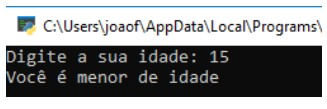 C:\Users\joaof\AppData\Local\Programs\
Digite a sua idade: 15
Você é menor de idade